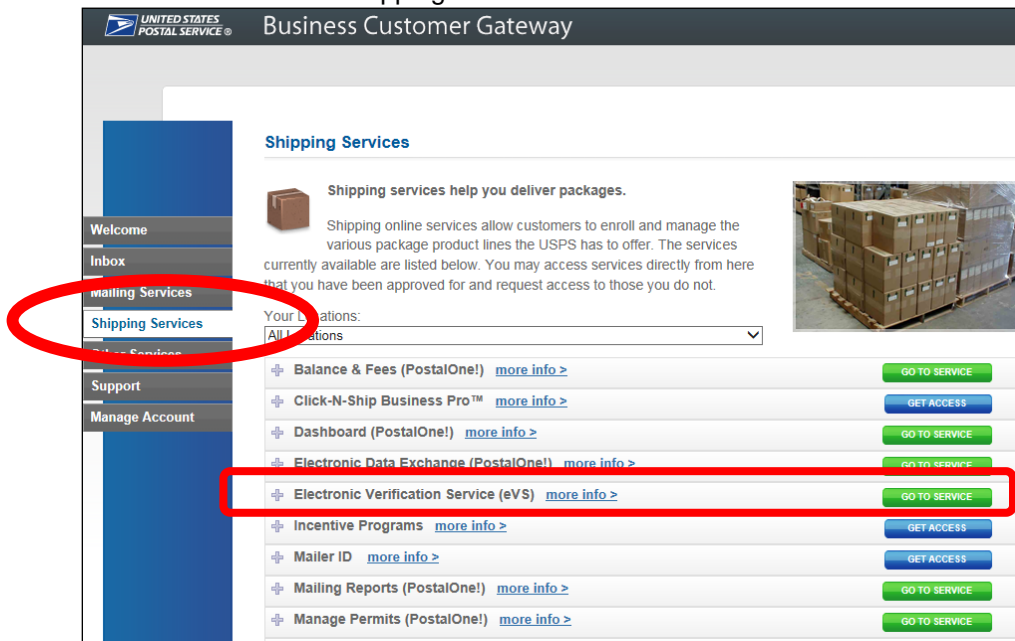 UNITED STATES
POSTAL SERVICE ®
Business Customer Gateway
Shipping Services
Shipping services help you deliver packages.
Shipping online services allow customers to enroll and manage the
various package product lines the USPS has to offer. The services
currently available are listed below. You may access services directly from here
that you have been approved for and request access to those you do not.
Your Locations:
All Locations
Welcome
Inbox
Mailing Services
Shipping Services
Other Services
Support
Manage Account
Balance & Fees (PostalOne!) more info > GO TO SERVICE
Click-N-Ship Business Pro™ more info > GET ACCESS
Dashboard (PostalOne!) more info > GO TO SERVICE
Electronic Data Exchange (PostalOne!) more info > GO TO SERVICE
Electronic Verification Service (eVS) more info > GO TO SERVICE
Incentive Programs more info > GET ACCESS
Mailer ID more info > GET ACCESS
Mailing Reports (PostalOne!) more info > GO TO SERVICE
Manage Permits (PostalOne!) more info > GO TO SERVICE